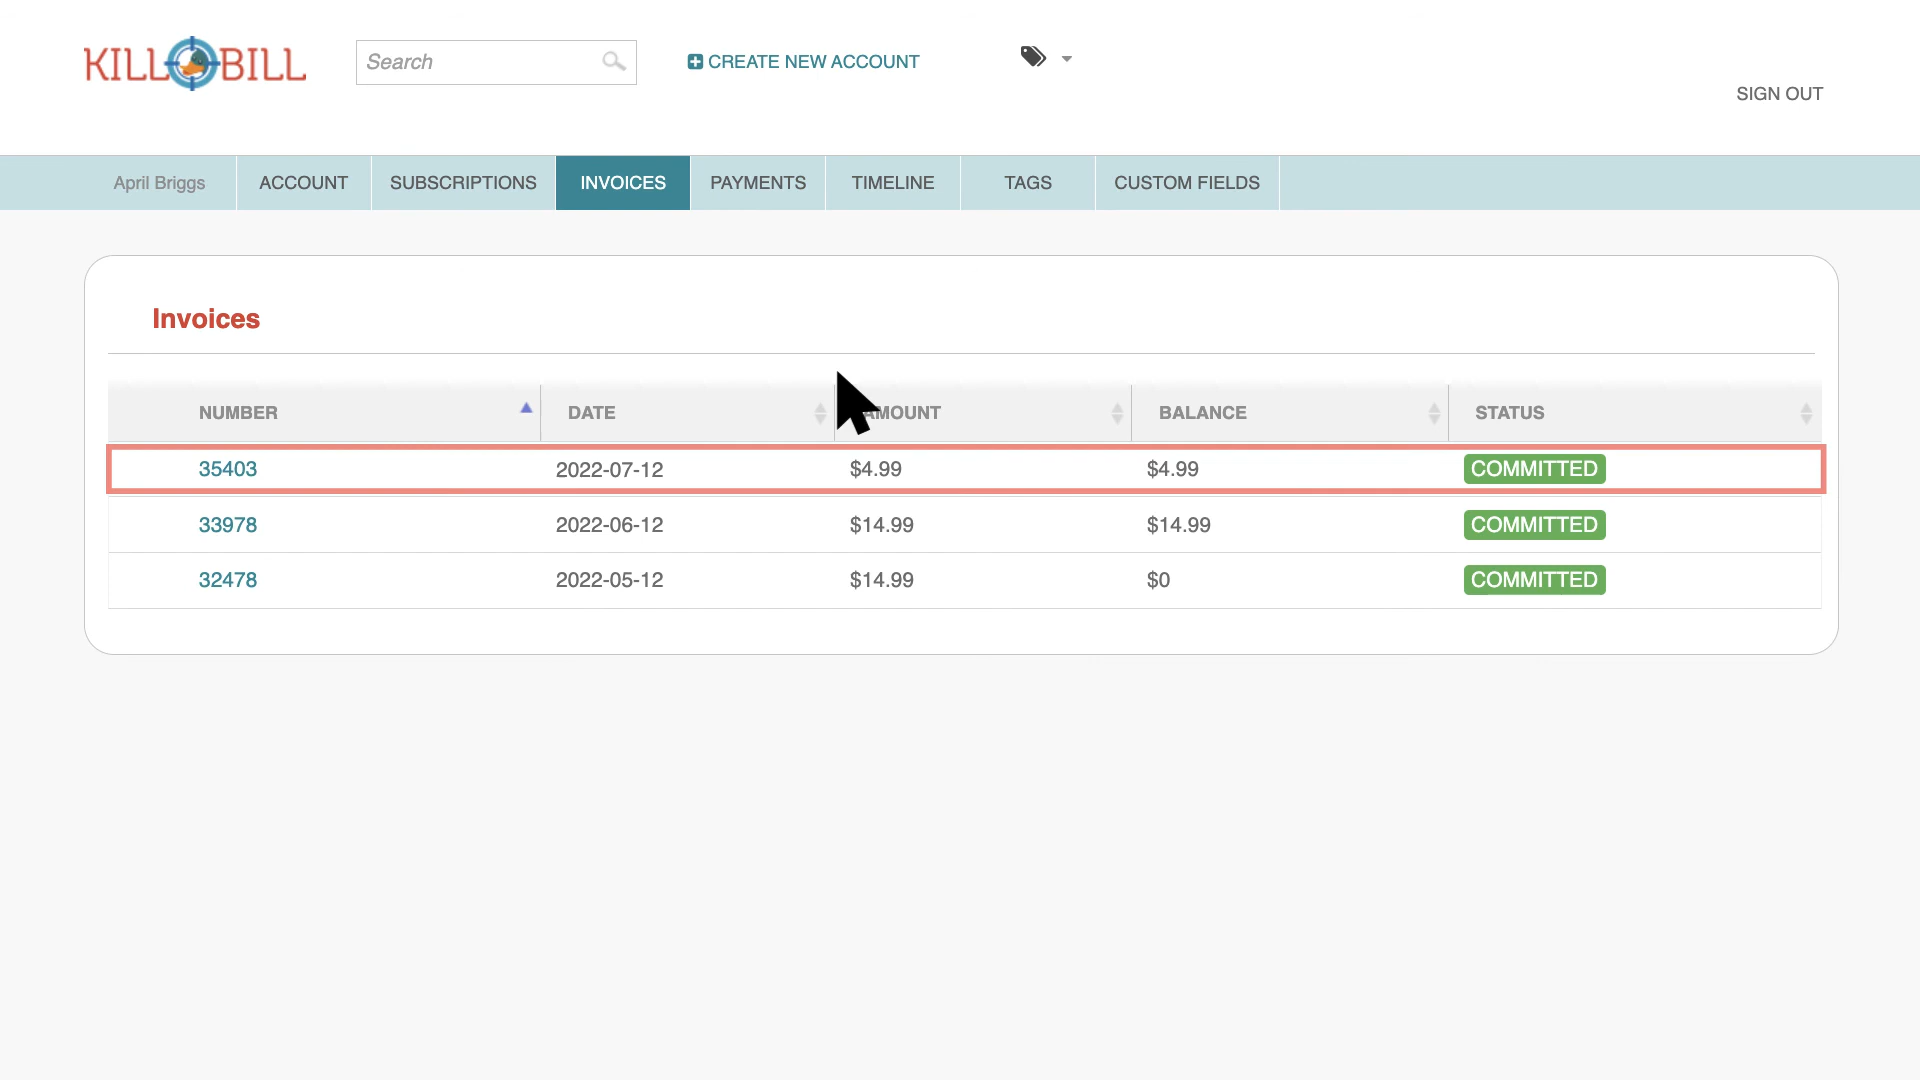 KILL BILL
Search
CREATE NEW ACCOUNT
SIGN OUT
April Briggs ACCOUNT SUBSCRIPTIONS INVOICES PAYMENTS TIMELINE TAGS CUSTOM FIELDS
Invoices
NUMBER DATE AMOUNT BALANCE STATUS
35403 2022-07-12 $4.99 $4.99 COMMITTED
33978 2022-06-12 $14.99 $14.99 COMMITTED
32478 2022-05-12 $14.99 $0 COMMITTED